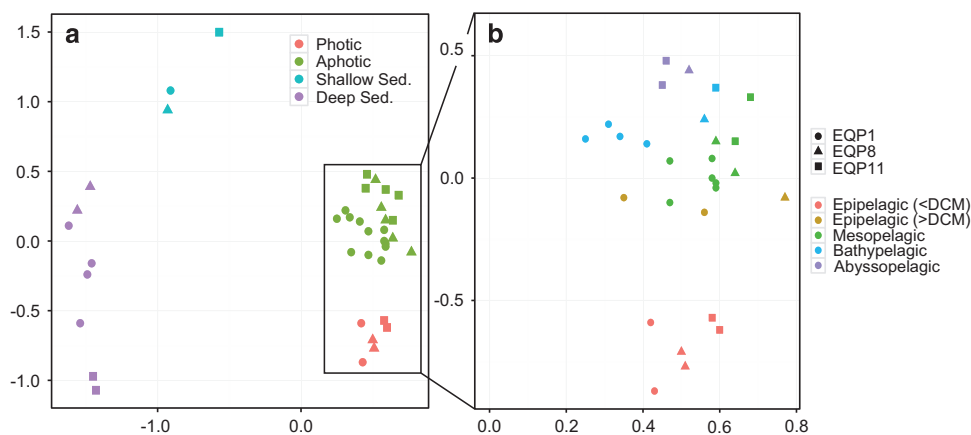 a
b
1.5
1.0
0.5
0.0
-0.5
-1.0
-1.0
0.0
Photic
Aphotic
Shallow Sed.
Deep Sed.
0.5
0.0
-0.5
0.0
0.2
0.4
0.6
0.8
EQP1
EQP8
EQP11
Epipelagic (<DCM)
Epipelagic (>DCM)
Mesopelagic
Bathypelagic
Abyssopelagic